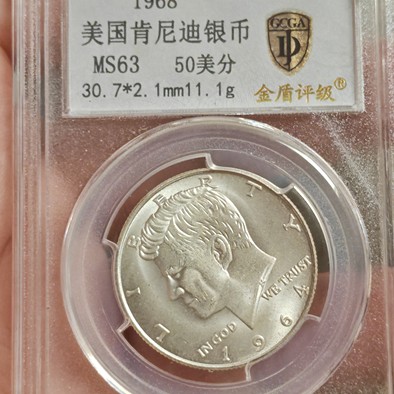 1968
美国肯尼迪银币
MS63 50美分
30.7*2.1mm11.1g
GCGA
金盾评级®
LIBERTY
IN GOD WE TRUST
1964